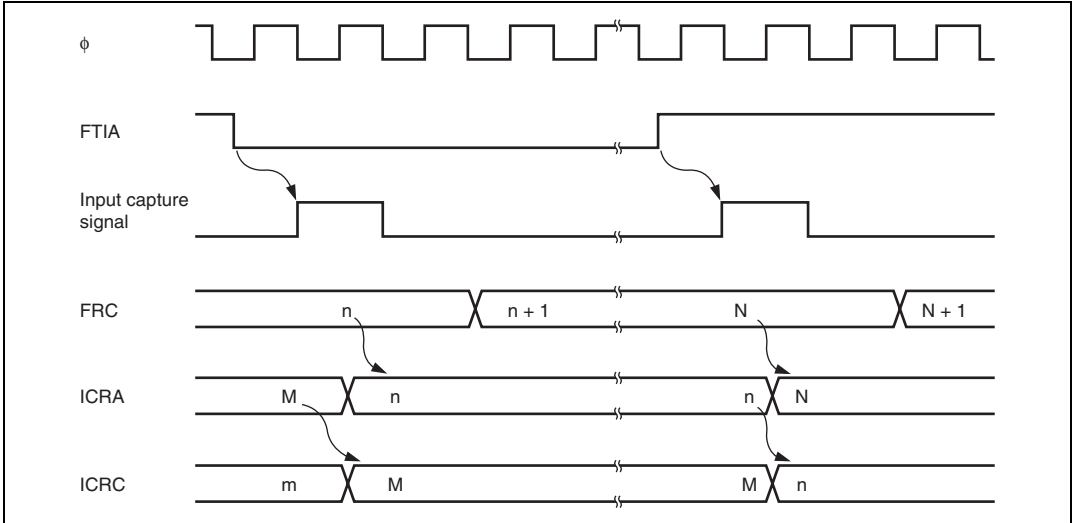 ϕ
FTIA
Input capture
signal
FRC n n + 1 N N + 1
ICRA M n n N
ICRC m M M n